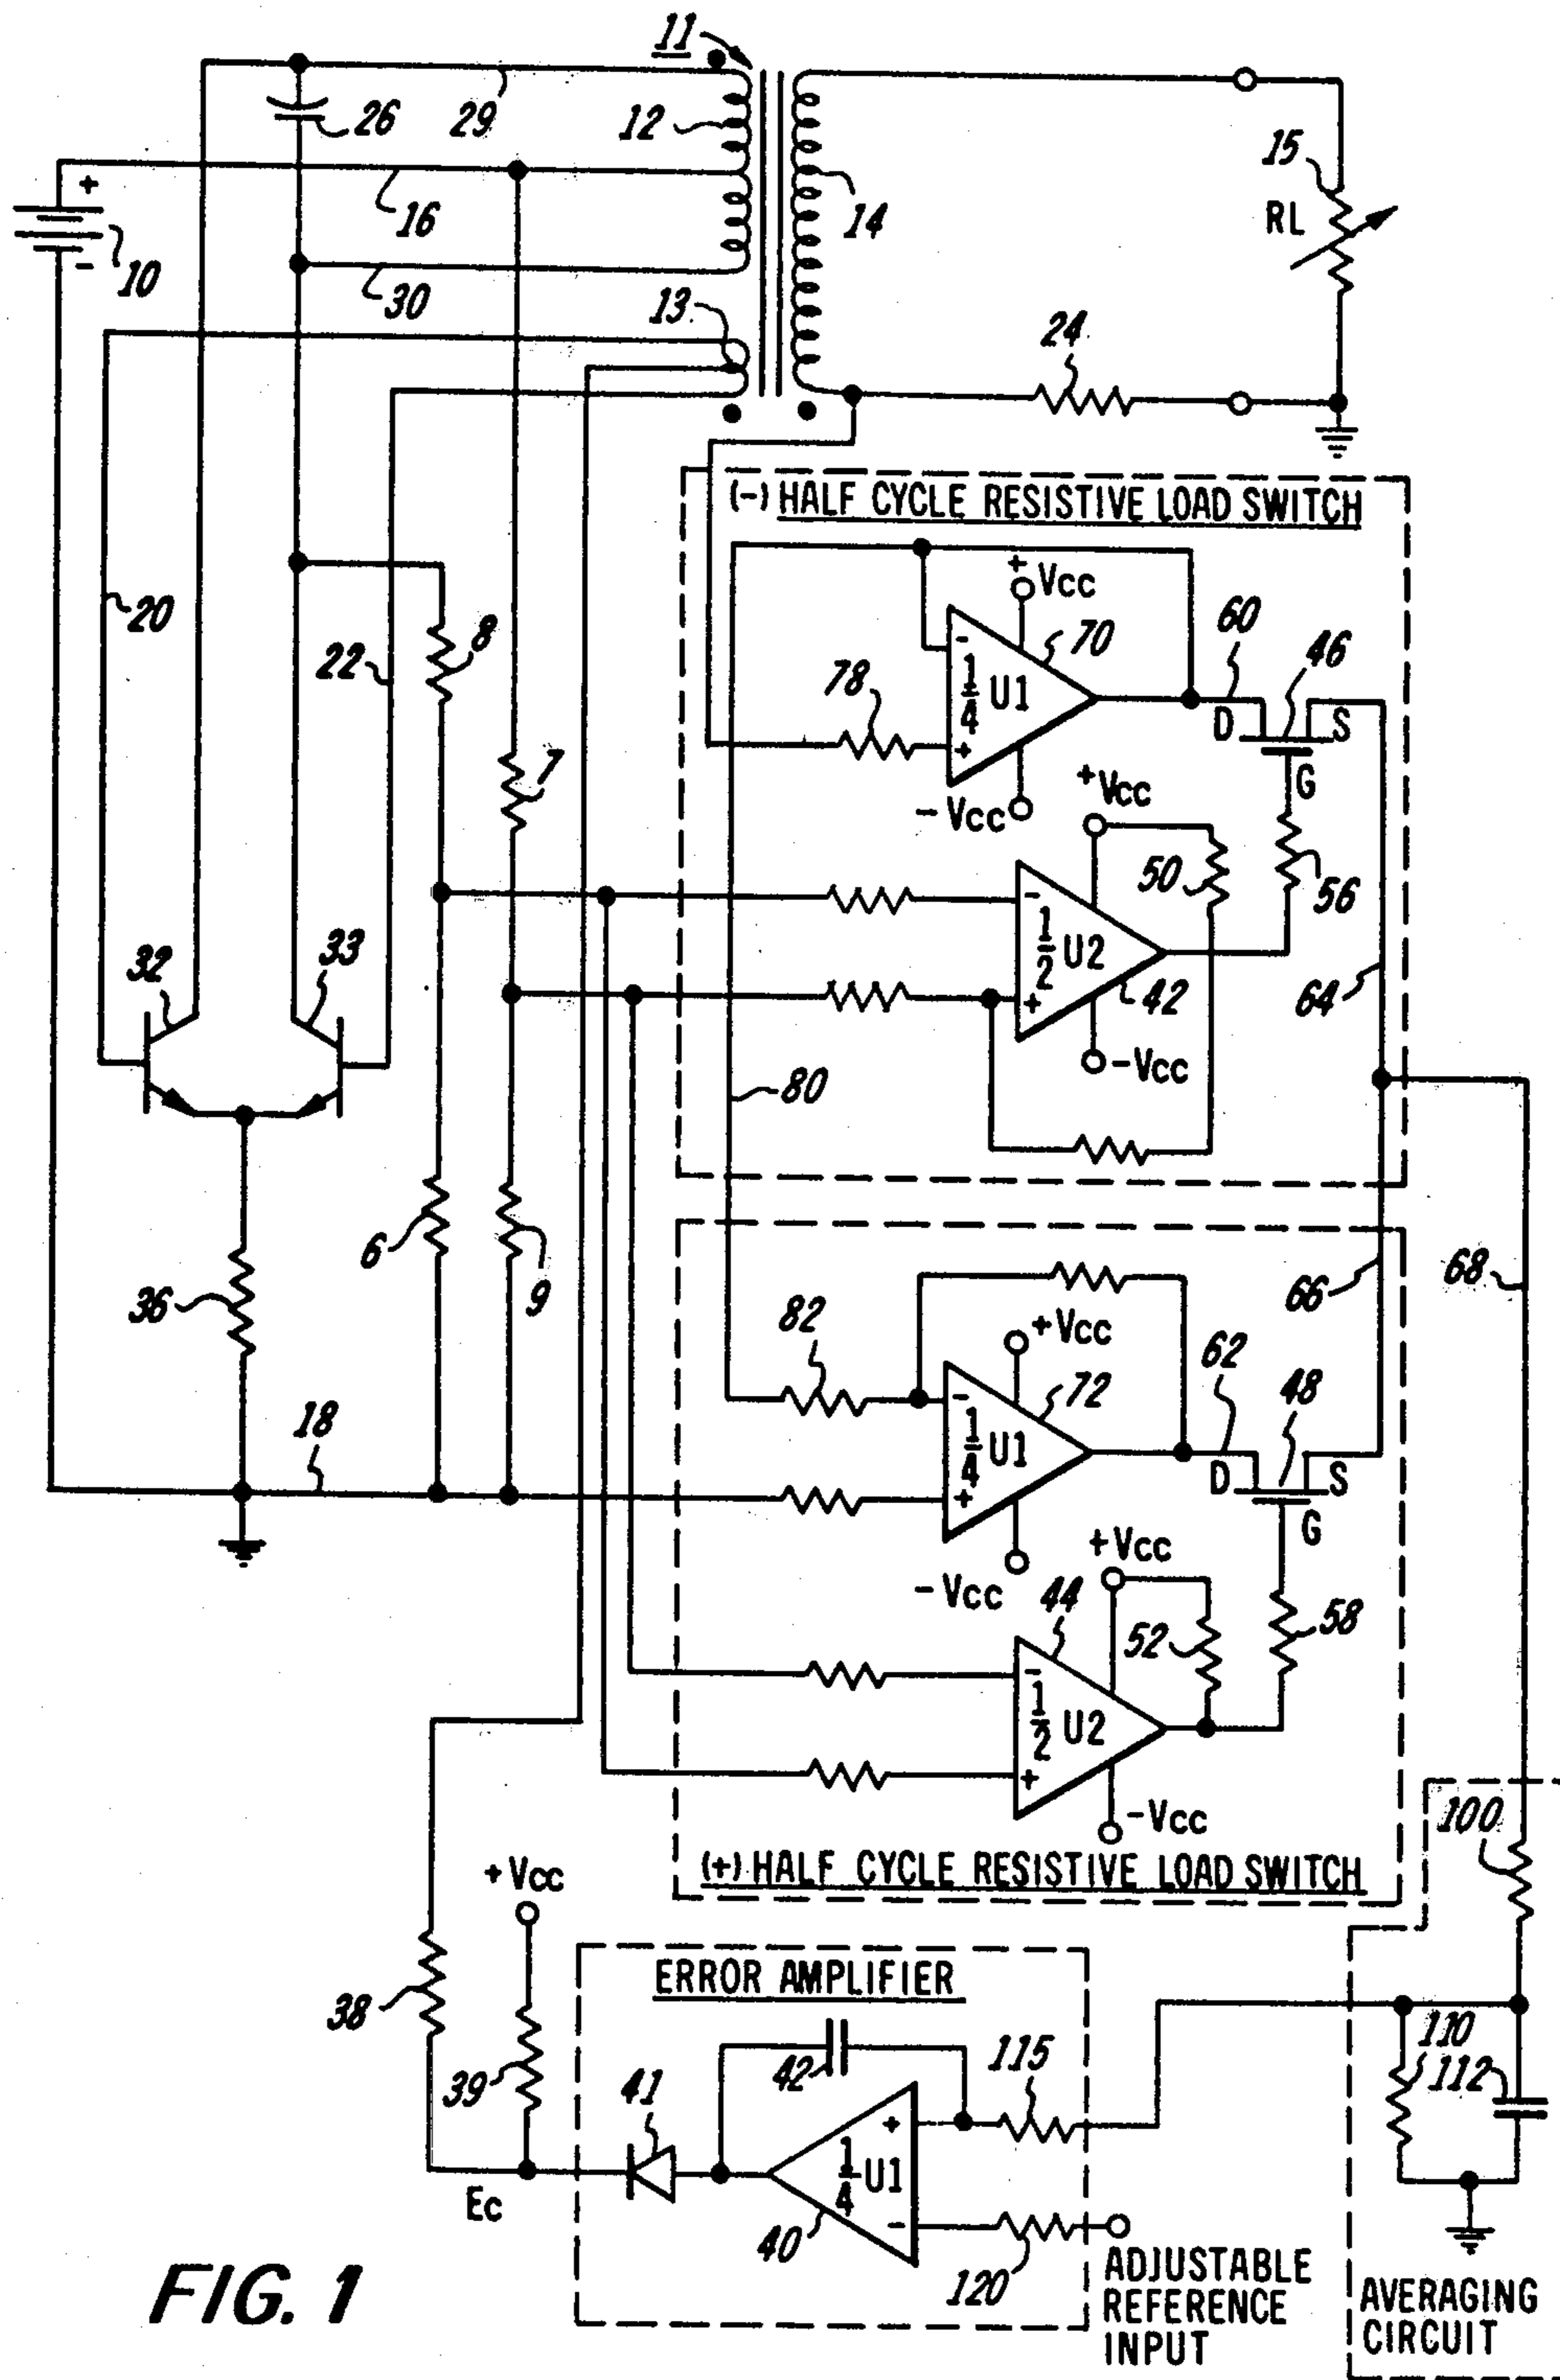 11
12
26
29
+
16
-
10
30
13
14
15
RL
24
(-) HALF CYCLE RESISTIVE LOAD SWITCH
+
Vcc
20
22
8
78
-
1/4 U1
+
70
60
46
D
S
G
-Vcc
+Vcc
7
50
56
-
1/2 U2
+
42
64
-Vcc
32
33
80
6
9
36
18
82
+Vcc
72
-
1/4 U1
+
62
48
D
S
G
-Vcc
66
68
+Vcc
44
52
58
-
1/2 U2
+
-Vcc
(+) HALF CYCLE RESISTIVE LOAD SWITCH
100
+Vcc
38
39
ERROR AMPLIFIER
42
115
41
+
1/4 U1
-
40
120
110
112
Ec
ADJUSTABLE
REFERENCE
INPUT
AVERAGING
CIRCUIT
FIG. 1